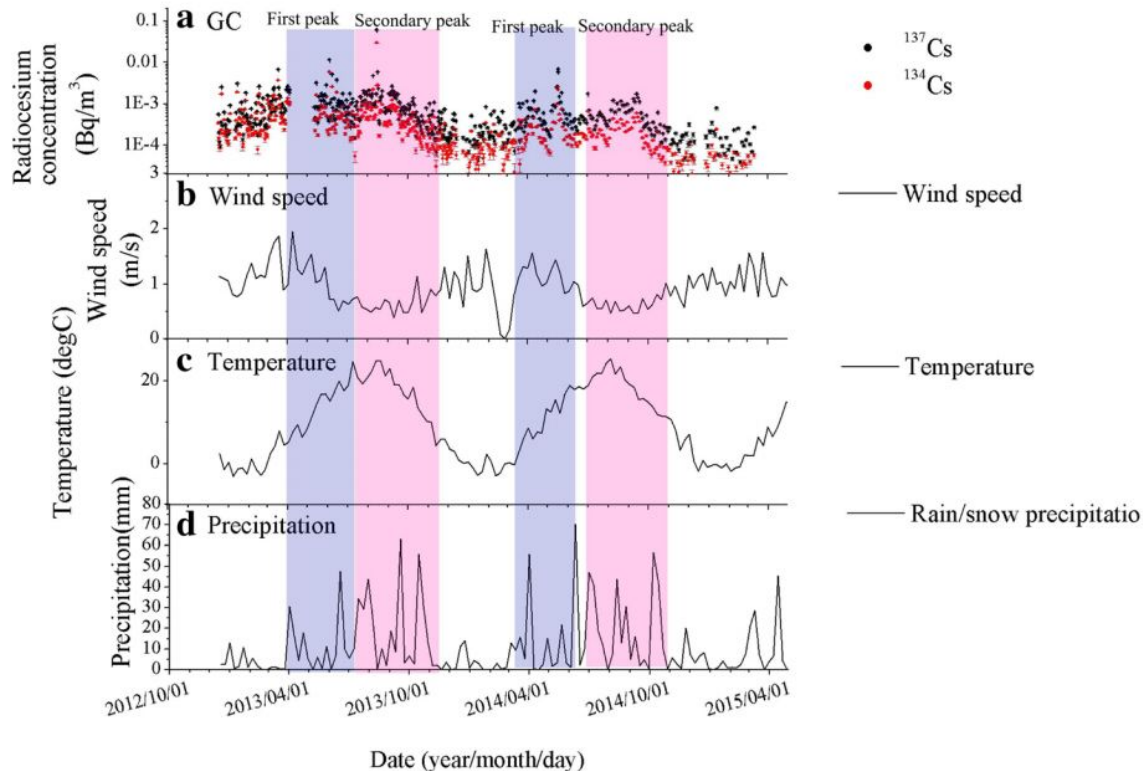 a GC
First peak
Secondary peak
First peak
Secondary peak
Radiocesium
concentration
(Bq/m³)
0.1
0.01
1E-3
1E-4
3
¹³⁷Cs
¹³⁴Cs
b Wind speed
Wind speed
(m/s)
2
1
0
Wind speed
c Temperature
Temperature (degC)
20
0
Temperature
d Precipitation
Precipitation(mm)
80
70
60
50
40
30
20
10
0
Rain/snow precipitatio
2012/10/01
2013/04/01
2013/10/01
2014/04/01
2014/10/01
2015/04/01
Date (year/month/day)